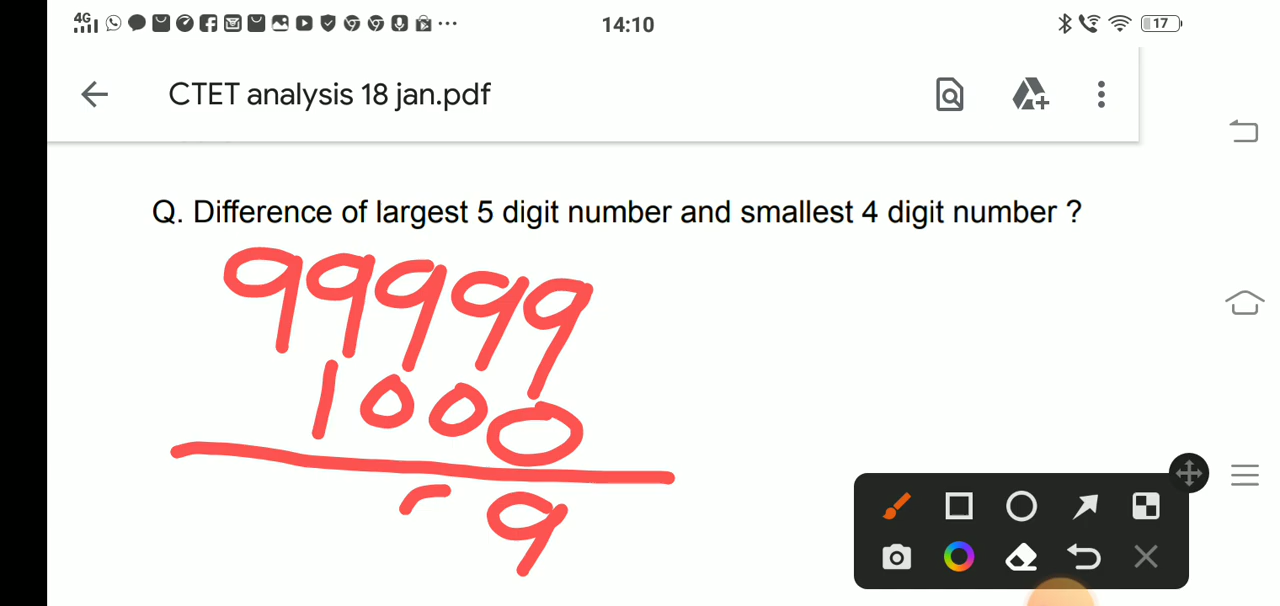 4G 14:10 17
CTET analysis 18 jan.pdf
Q. Difference of largest 5 digit number and smallest 4 digit number ?
99999
1000
9